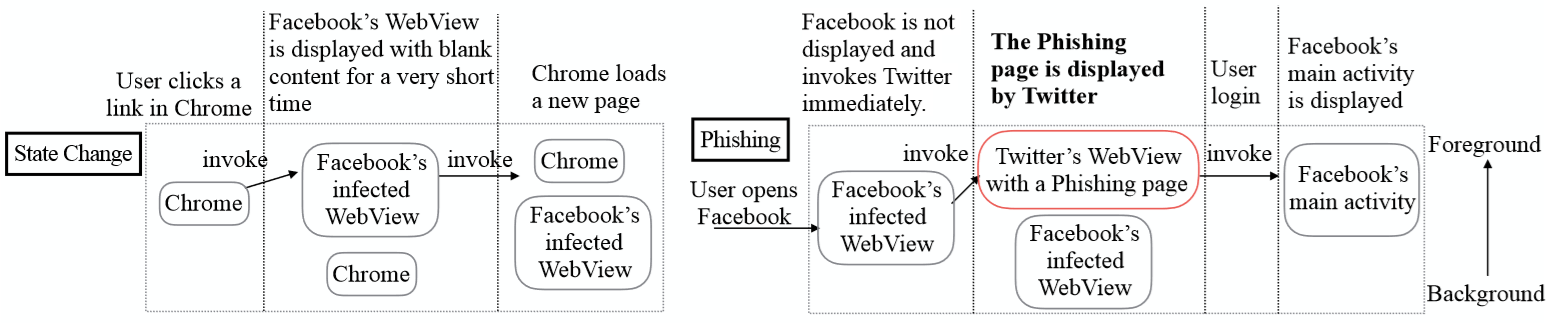 State Change
User clicks a
link in Chrome
Facebook's WebView
is displayed with blank
content for a very short
time
Chrome loads
a new page
invoke
Chrome
Facebook's
infected
WebView
Chrome
invoke
Chrome
Facebook's
infected
WebView
Phishing
User opens
Facebook
Facebook is not
displayed and
invokes Twitter
immediately.
The Phishing
page is displayed
by Twitter
User
login
Facebook's
main activity
is displayed
Facebook's
infected
WebView
invoke
Twitter's WebView
with a Phishing page
Facebook's
infected
WebView
invoke
Facebook's
main activity
Foreground
Background